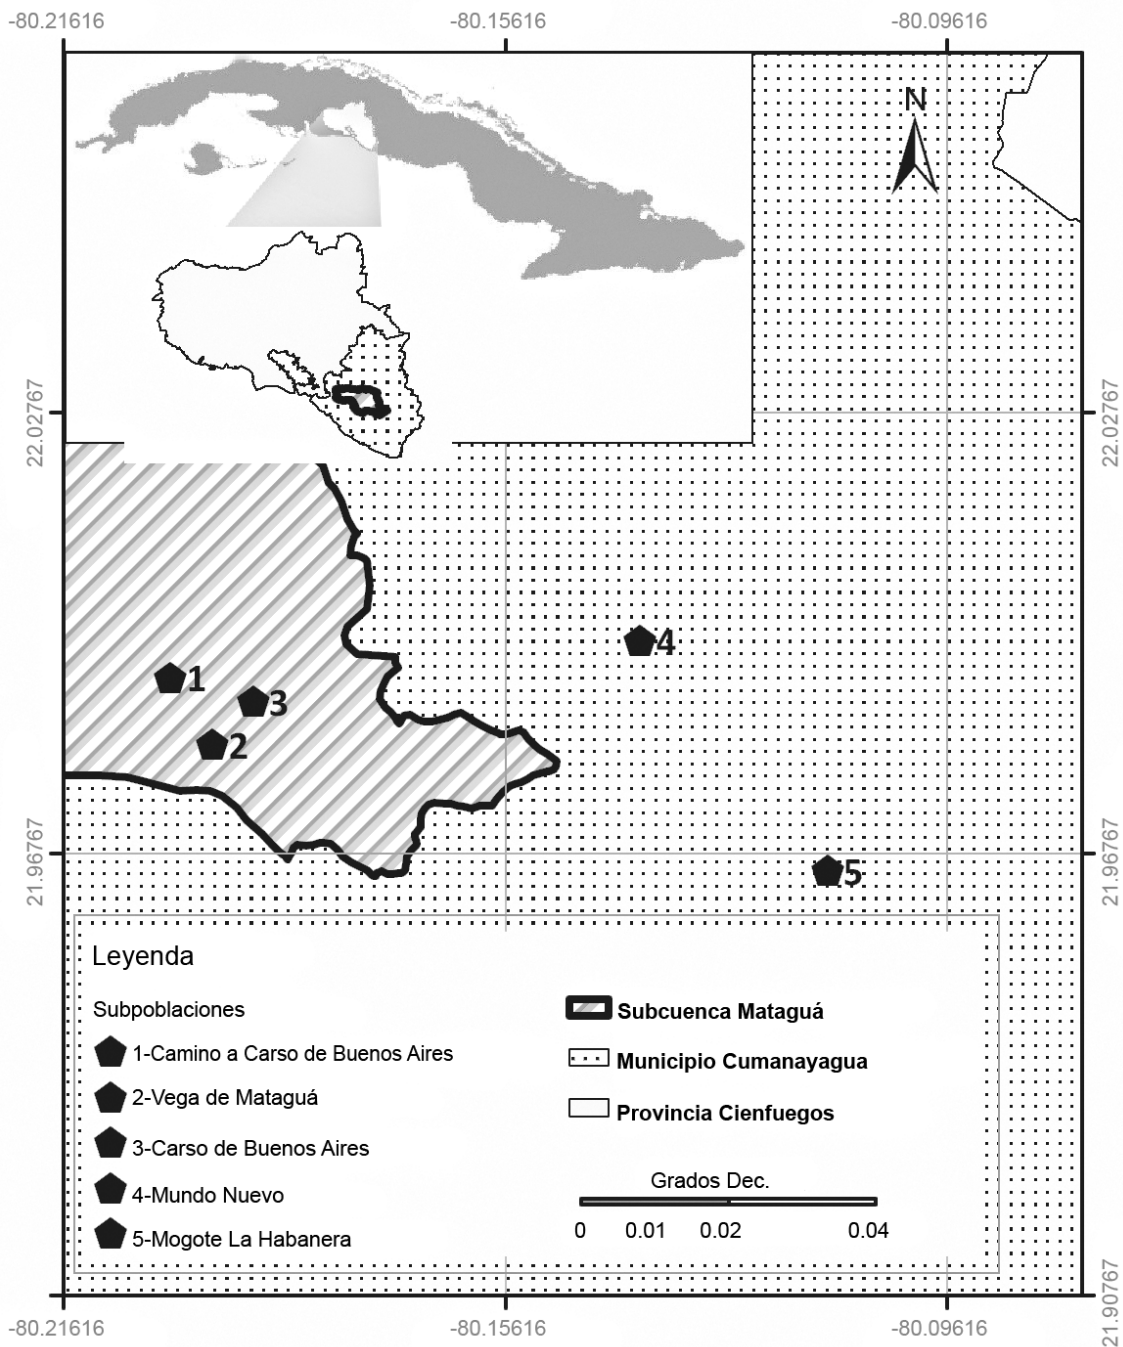 -80.21616 -80.15616 -80.09616
N
22.02767 22.02767
4
1
3
2
21.96767 21.96767
5
Leyenda
Subpoblaciones
1-Camino a Carso de Buenos Aires
2-Vega de Mataguá
3-Carso de Buenos Aires
4-Mundo Nuevo
5-Mogote La Habanera
Subcuenca Mataguá
Municipio Cumanayagua
Provincia Cienfuegos
Grados Dec.
0 0.01 0.02 0.04
21.90767
-80.21616 -80.15616 -80.09616